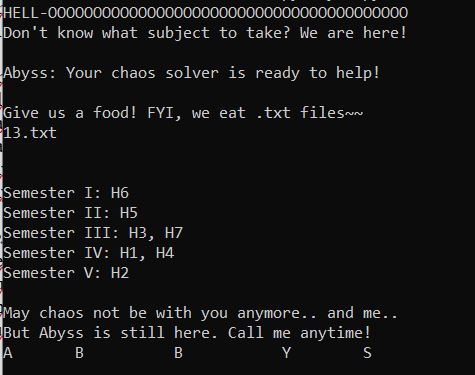 HELL-OOOOOOOOOOOOOOOOOOOOOOOOOOOOOOOOOOOOOOOO
Don't know what subject to take? We are here!
Abyss: Your chaos solver is ready to help!
Give us a food! FYI, we eat .txt files~~
13.txt
Semester I: H6
Semester II: H5
Semester III: H3, H7
Semester IV: H1, H4
Semester V: H2
May chaos not be with you anymore.. and me..
But Abyss is still here. Call me anytime!
A B B Y S